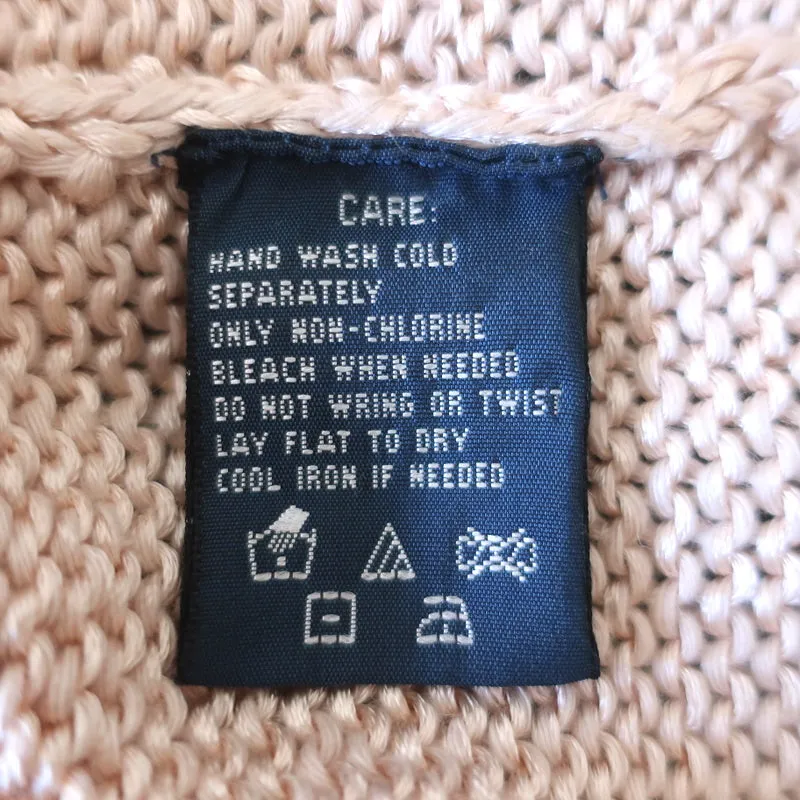 CARE:
HAND WASH COLD
SEPARATELY
ONLY NON-CHLORINE
BLEACH WHEN NEEDED
DO NOT WRING OR TWIST
LAY FLAT TO DRY
COOL IRON IF NEEDED